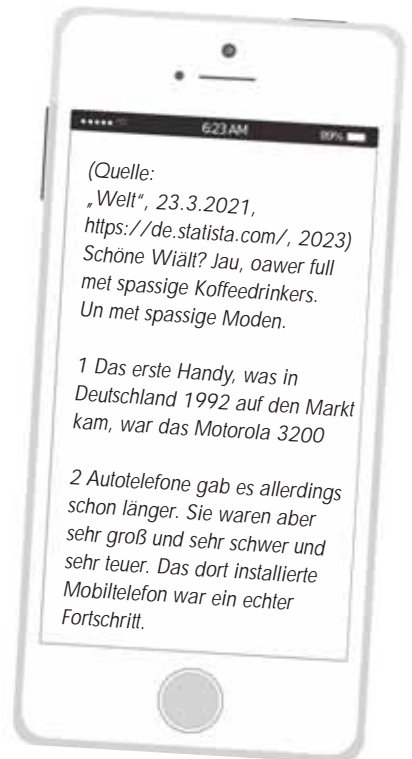 6:23 AM 89%
(Quelle:
„Welt“, 23.3.2021,
https://de.statista.com/, 2023)
Schöne Wiält? Jau, oawer full
met spassige Koffeedrinkers.
Un met spassige Moden.
1 Das erste Handy, was in
Deutschland 1992 auf den Markt
kam, war das Motorola 3200
2 Autotelefone gab es allerdings
schon länger. Sie waren aber
sehr groß und sehr schwer und
sehr teuer. Das dort installierte
Mobiltelefon war ein echter
Fortschritt.